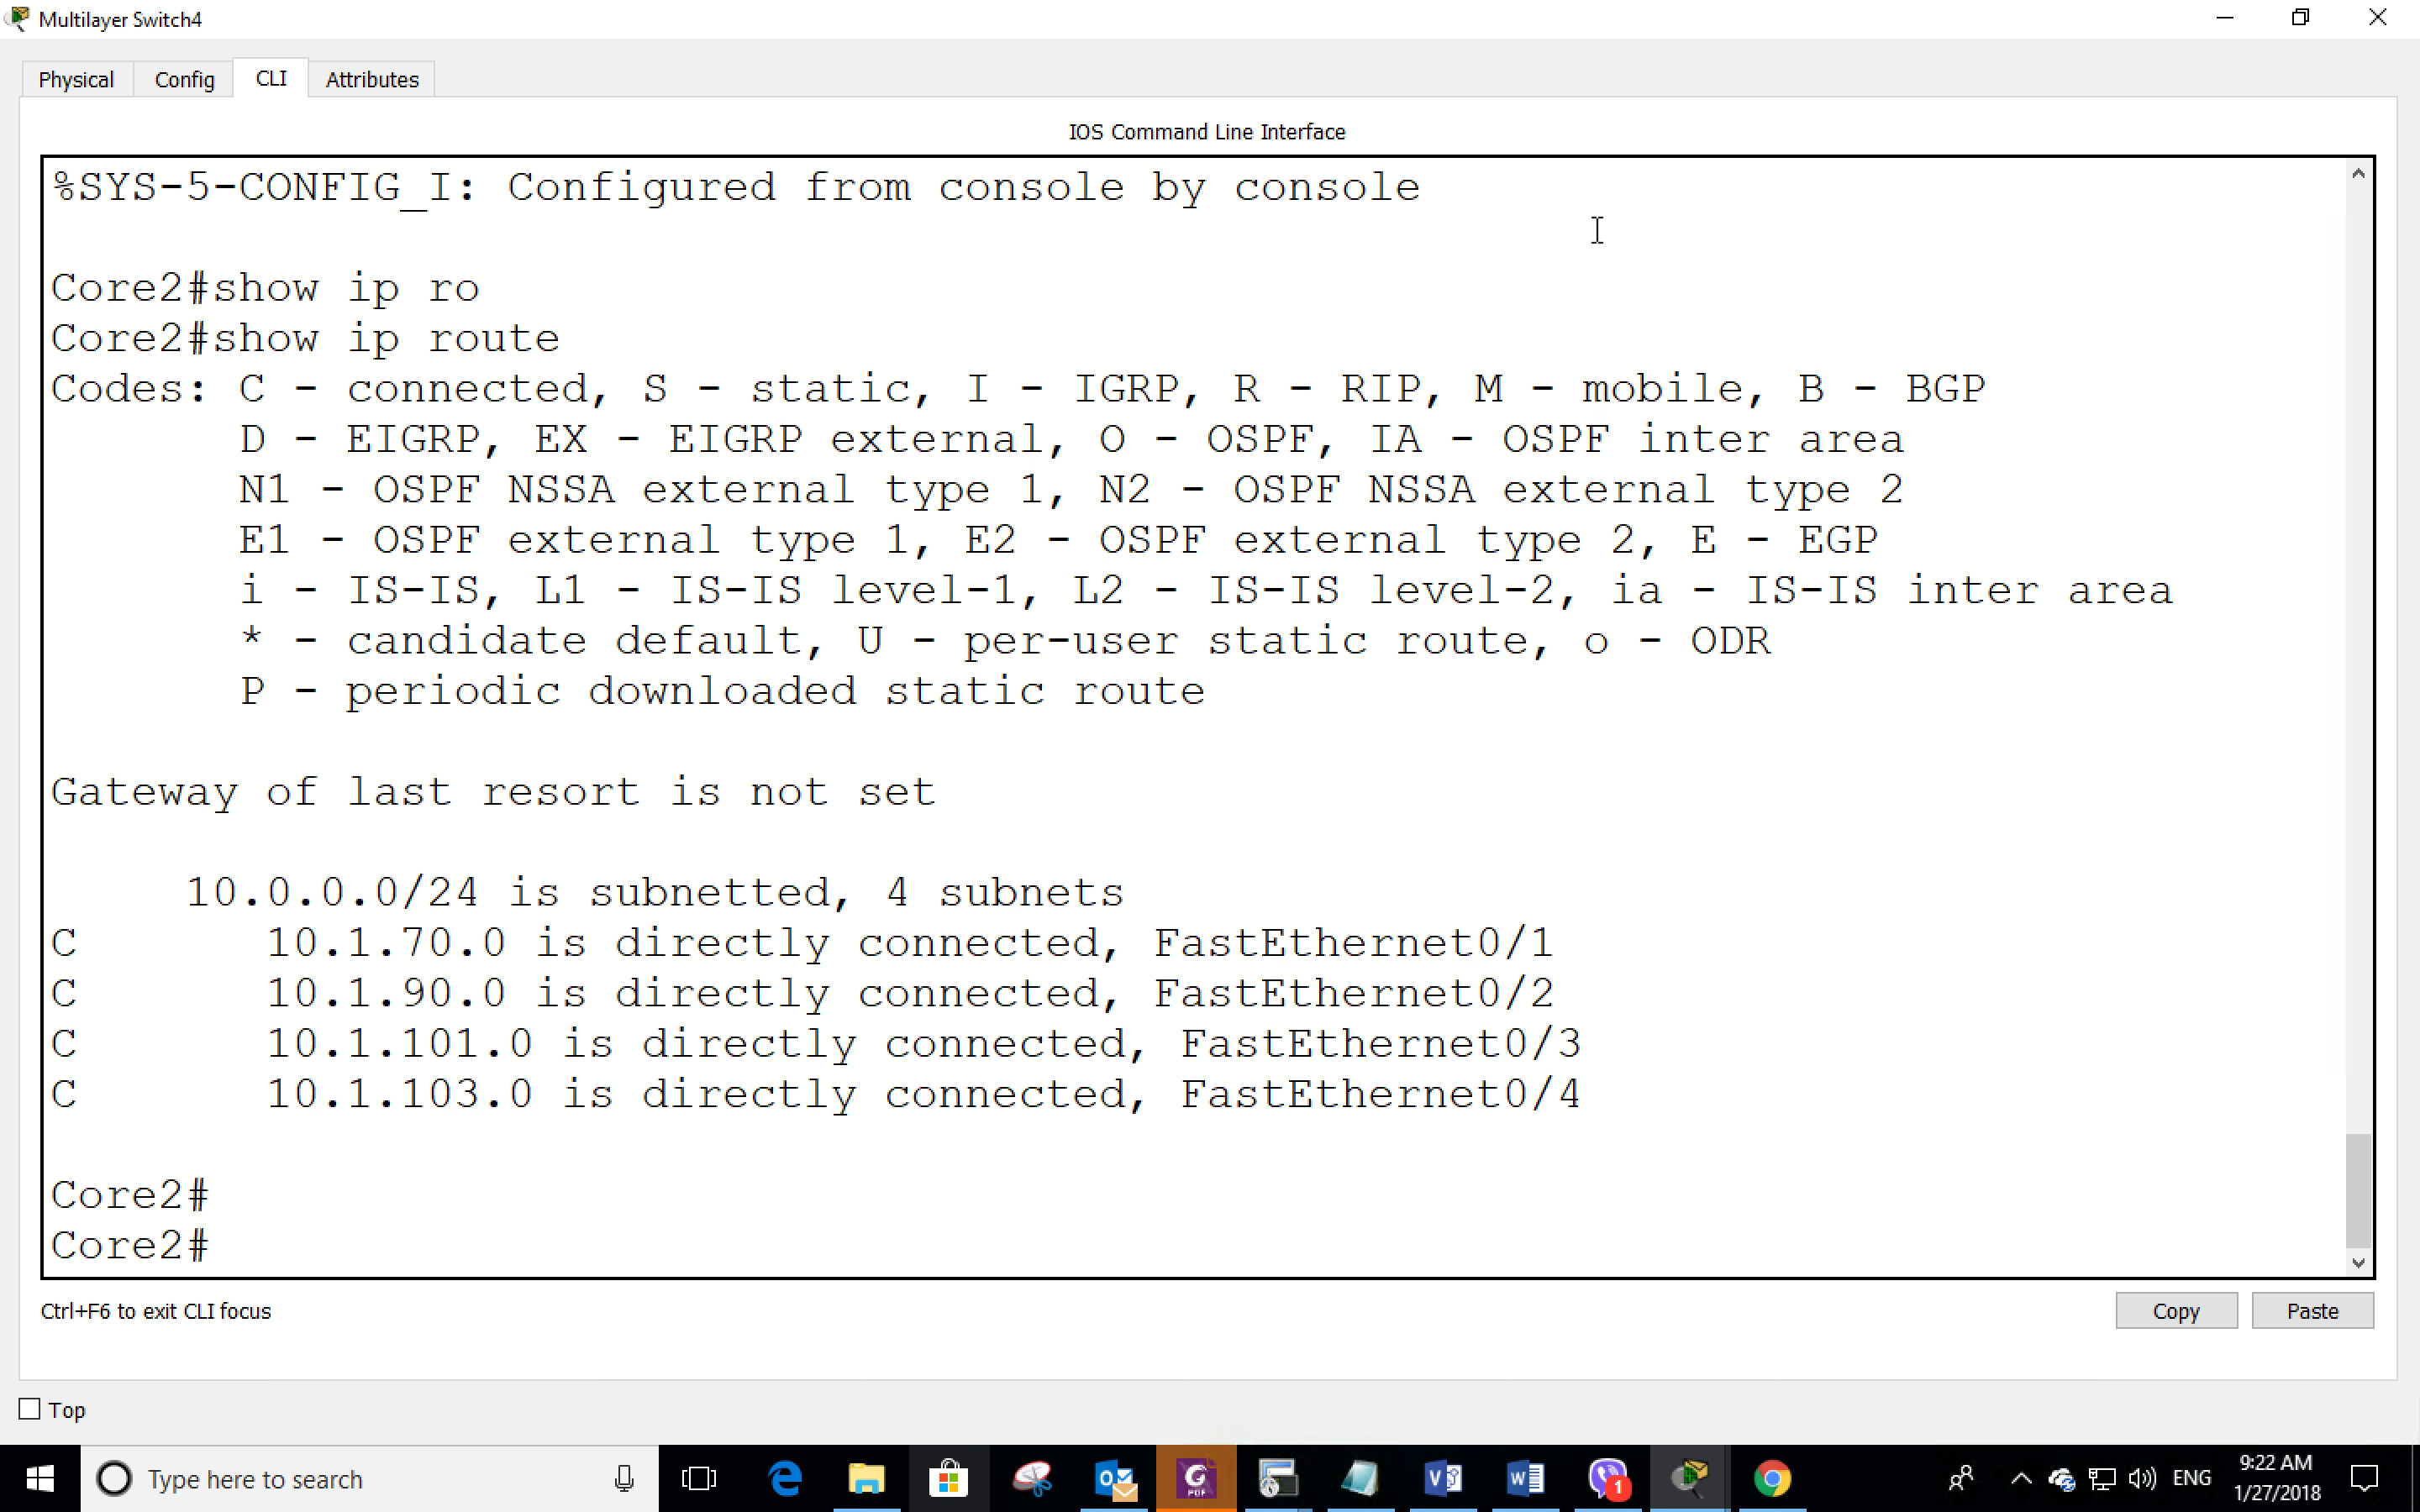 Multilayer Switch4
Physical Config CLI Attributes
IOS Command Line Interface
%SYS-5-CONFIG_I: Configured from console by console
Core2#show ip ro
Core2#show ip route
Codes: C - connected, S - static, I - IGRP, R - RIP, M - mobile, B - BGP
D - EIGRP, EX - EIGRP external, O - OSPF, IA - OSPF inter area
N1 - OSPF NSSA external type 1, N2 - OSPF NSSA external type 2
E1 - OSPF external type 1, E2 - OSPF external type 2, E - EGP
i - IS-IS, L1 - IS-IS level-1, L2 - IS-IS level-2, ia - IS-IS inter area
* - candidate default, U - per-user static route, o - ODR
P - periodic downloaded static route
Gateway of last resort is not set
10.0.0.0/24 is subnetted, 4 subnets
C 10.1.70.0 is directly connected, FastEthernet0/1
C 10.1.90.0 is directly connected, FastEthernet0/2
C 10.1.101.0 is directly connected, FastEthernet0/3
C 10.1.103.0 is directly connected, FastEthernet0/4
Core2#
Core2#
Ctrl+F6 to exit CLI focus
Copy Paste
Top
Type here to search
G PDF
1
ENG
9:22 AM
1/27/2018